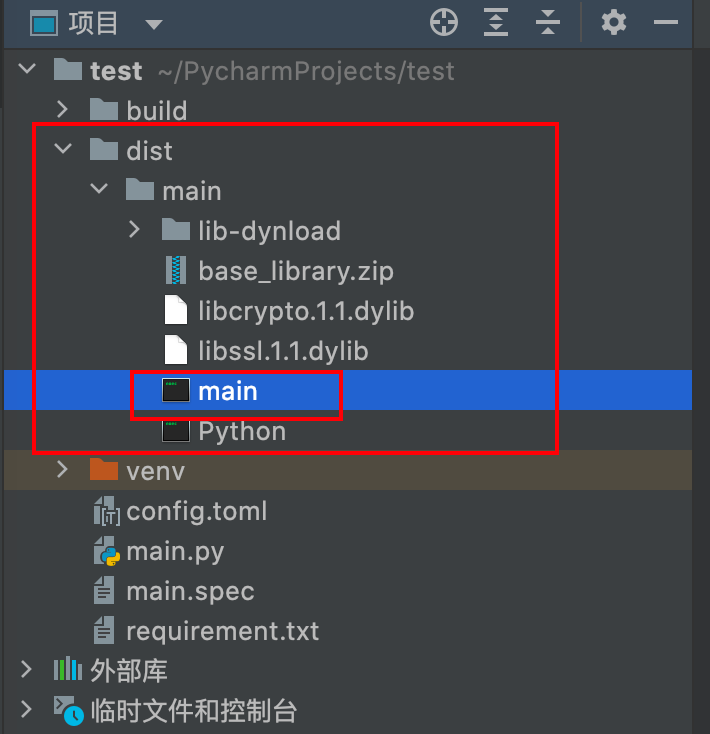 项目
test ~/PycharmProjects/test
build
dist
main
lib-dynload
base_library.zip
libcrypto.1.1.dylib
libssl.1.1.dylib
main
Python
venv
config.toml
main.py
main.spec
requirement.txt
外部库
临时文件和控制台